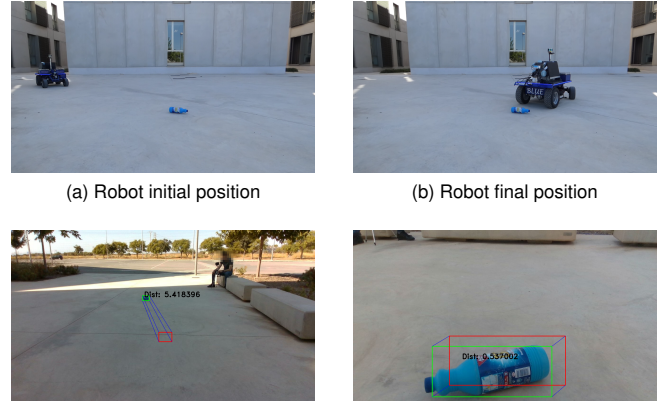 BLUE
(a) Robot initial position
(b) Robot final position
Dist: 5.418396
Dist: 0.537002